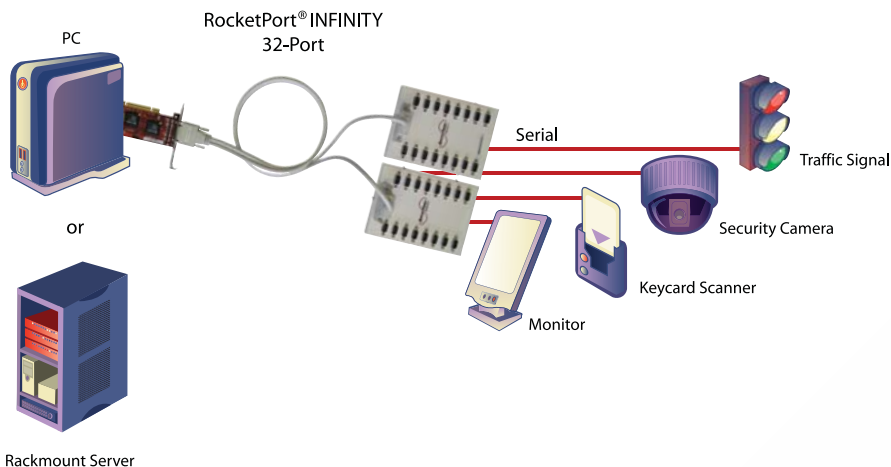 RocketPort® INFINITY
32-Port
PC
Serial
Traffic Signal
or
Security Camera
Keycard Scanner
Monitor
Rackmount Server